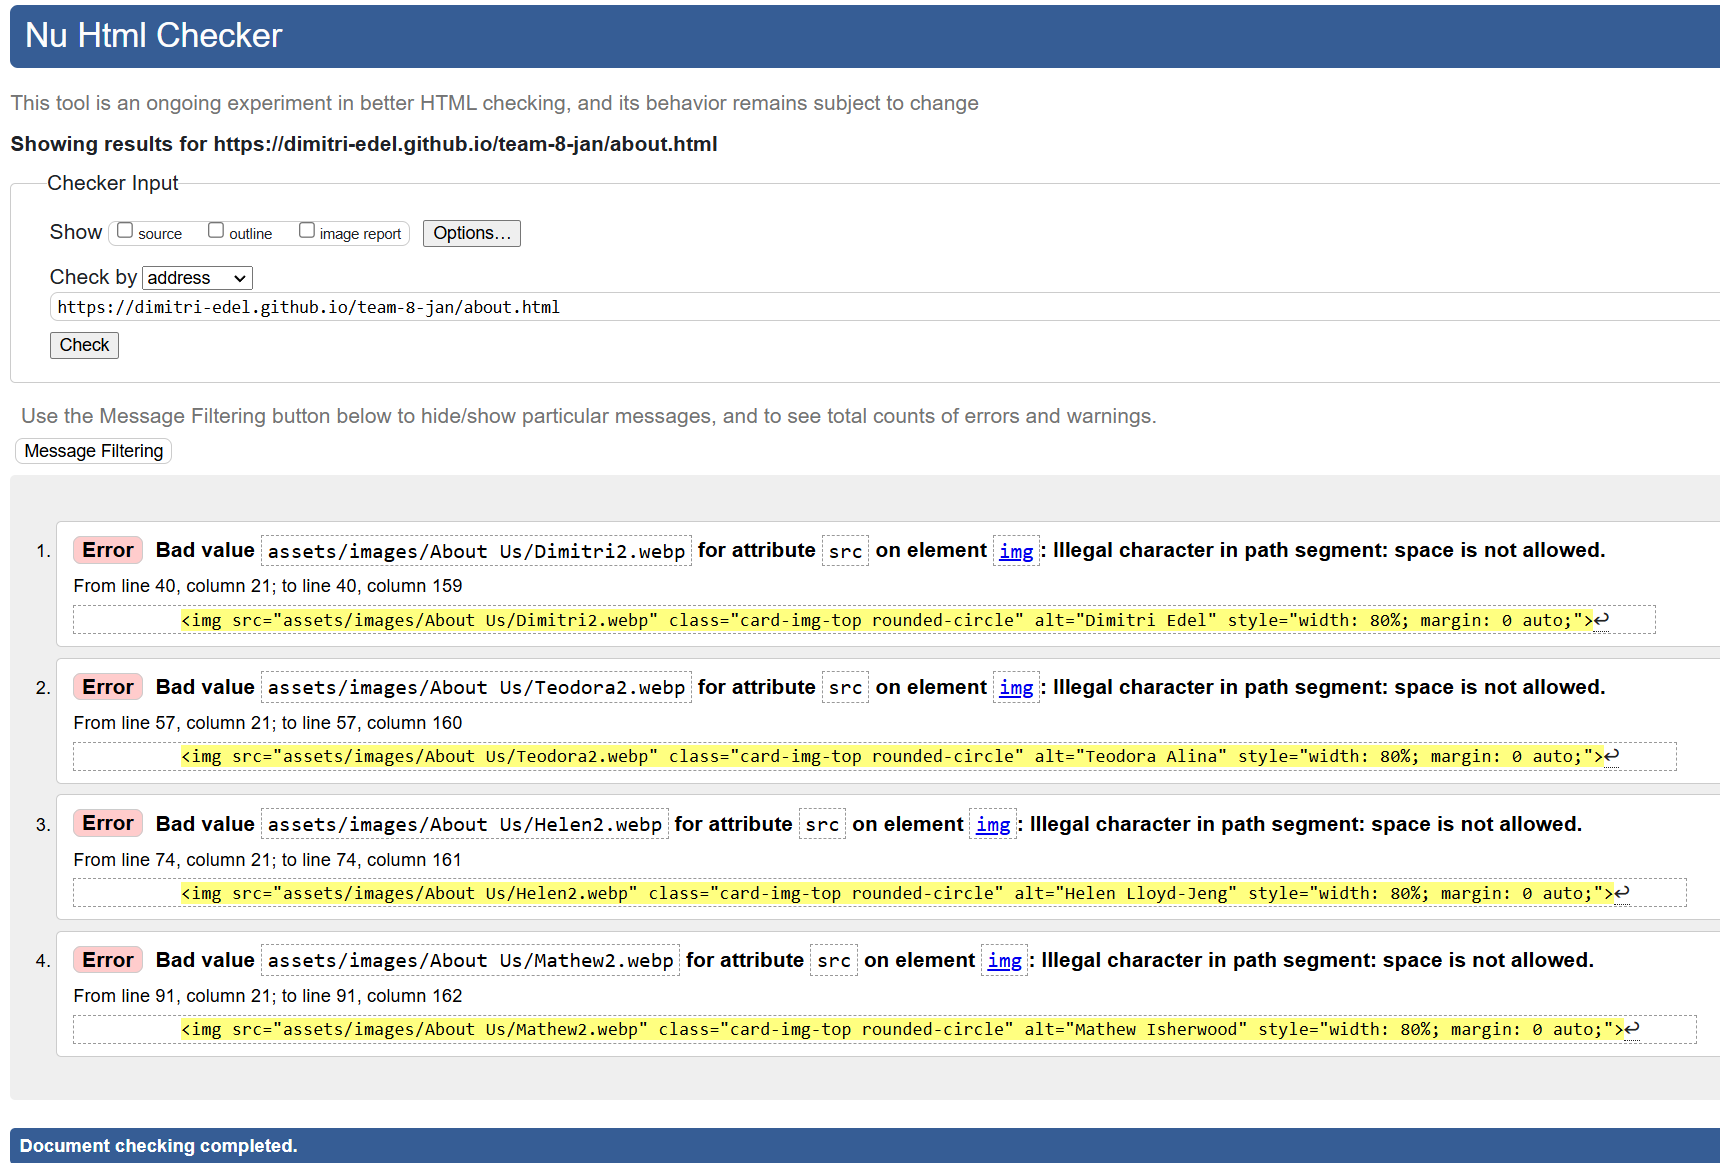 Nu Html Checker
This tool is an ongoing experiment in better HTML checking, and its behavior remains subject to change
Showing results for https://dimitri-edel.github.io/team-8-jan/about.html
Checker Input
Show source outline image report Options...
Check by address
https://dimitri-edel.github.io/team-8-jan/about.html
Check
Use the Message Filtering button below to hide/show particular messages, and to see total counts of errors and warnings.
Message Filtering
1. Error Bad value assets/images/About Us/Dimitri2.webp for attribute src on element img: Illegal character in path segment: space is not allowed.
From line 40, column 21; to line 40, column 159
<img src="assets/images/About Us/Dimitri2.webp" class="card-img-top rounded-circle" alt="Dimitri Edel" style="width: 80%; margin: 0 auto;">↩
2. Error Bad value assets/images/About Us/Teodora2.webp for attribute src on element img: Illegal character in path segment: space is not allowed.
From line 57, column 21; to line 57, column 160
<img src="assets/images/About Us/Teodora2.webp" class="card-img-top rounded-circle" alt="Teodora Alina" style="width: 80%; margin: 0 auto;">↩
3. Error Bad value assets/images/About Us/Helen2.webp for attribute src on element img: Illegal character in path segment: space is not allowed.
From line 74, column 21; to line 74, column 161
<img src="assets/images/About Us/Helen2.webp" class="card-img-top rounded-circle" alt="Helen Lloyd-Jeng" style="width: 80%; margin: 0 auto;">↩
4. Error Bad value assets/images/About Us/Mathew2.webp for attribute src on element img: Illegal character in path segment: space is not allowed.
From line 91, column 21; to line 91, column 162
<img src="assets/images/About Us/Mathew2.webp" class="card-img-top rounded-circle" alt="Mathew Isherwood" style="width: 80%; margin: 0 auto;">↩
Document checking completed.